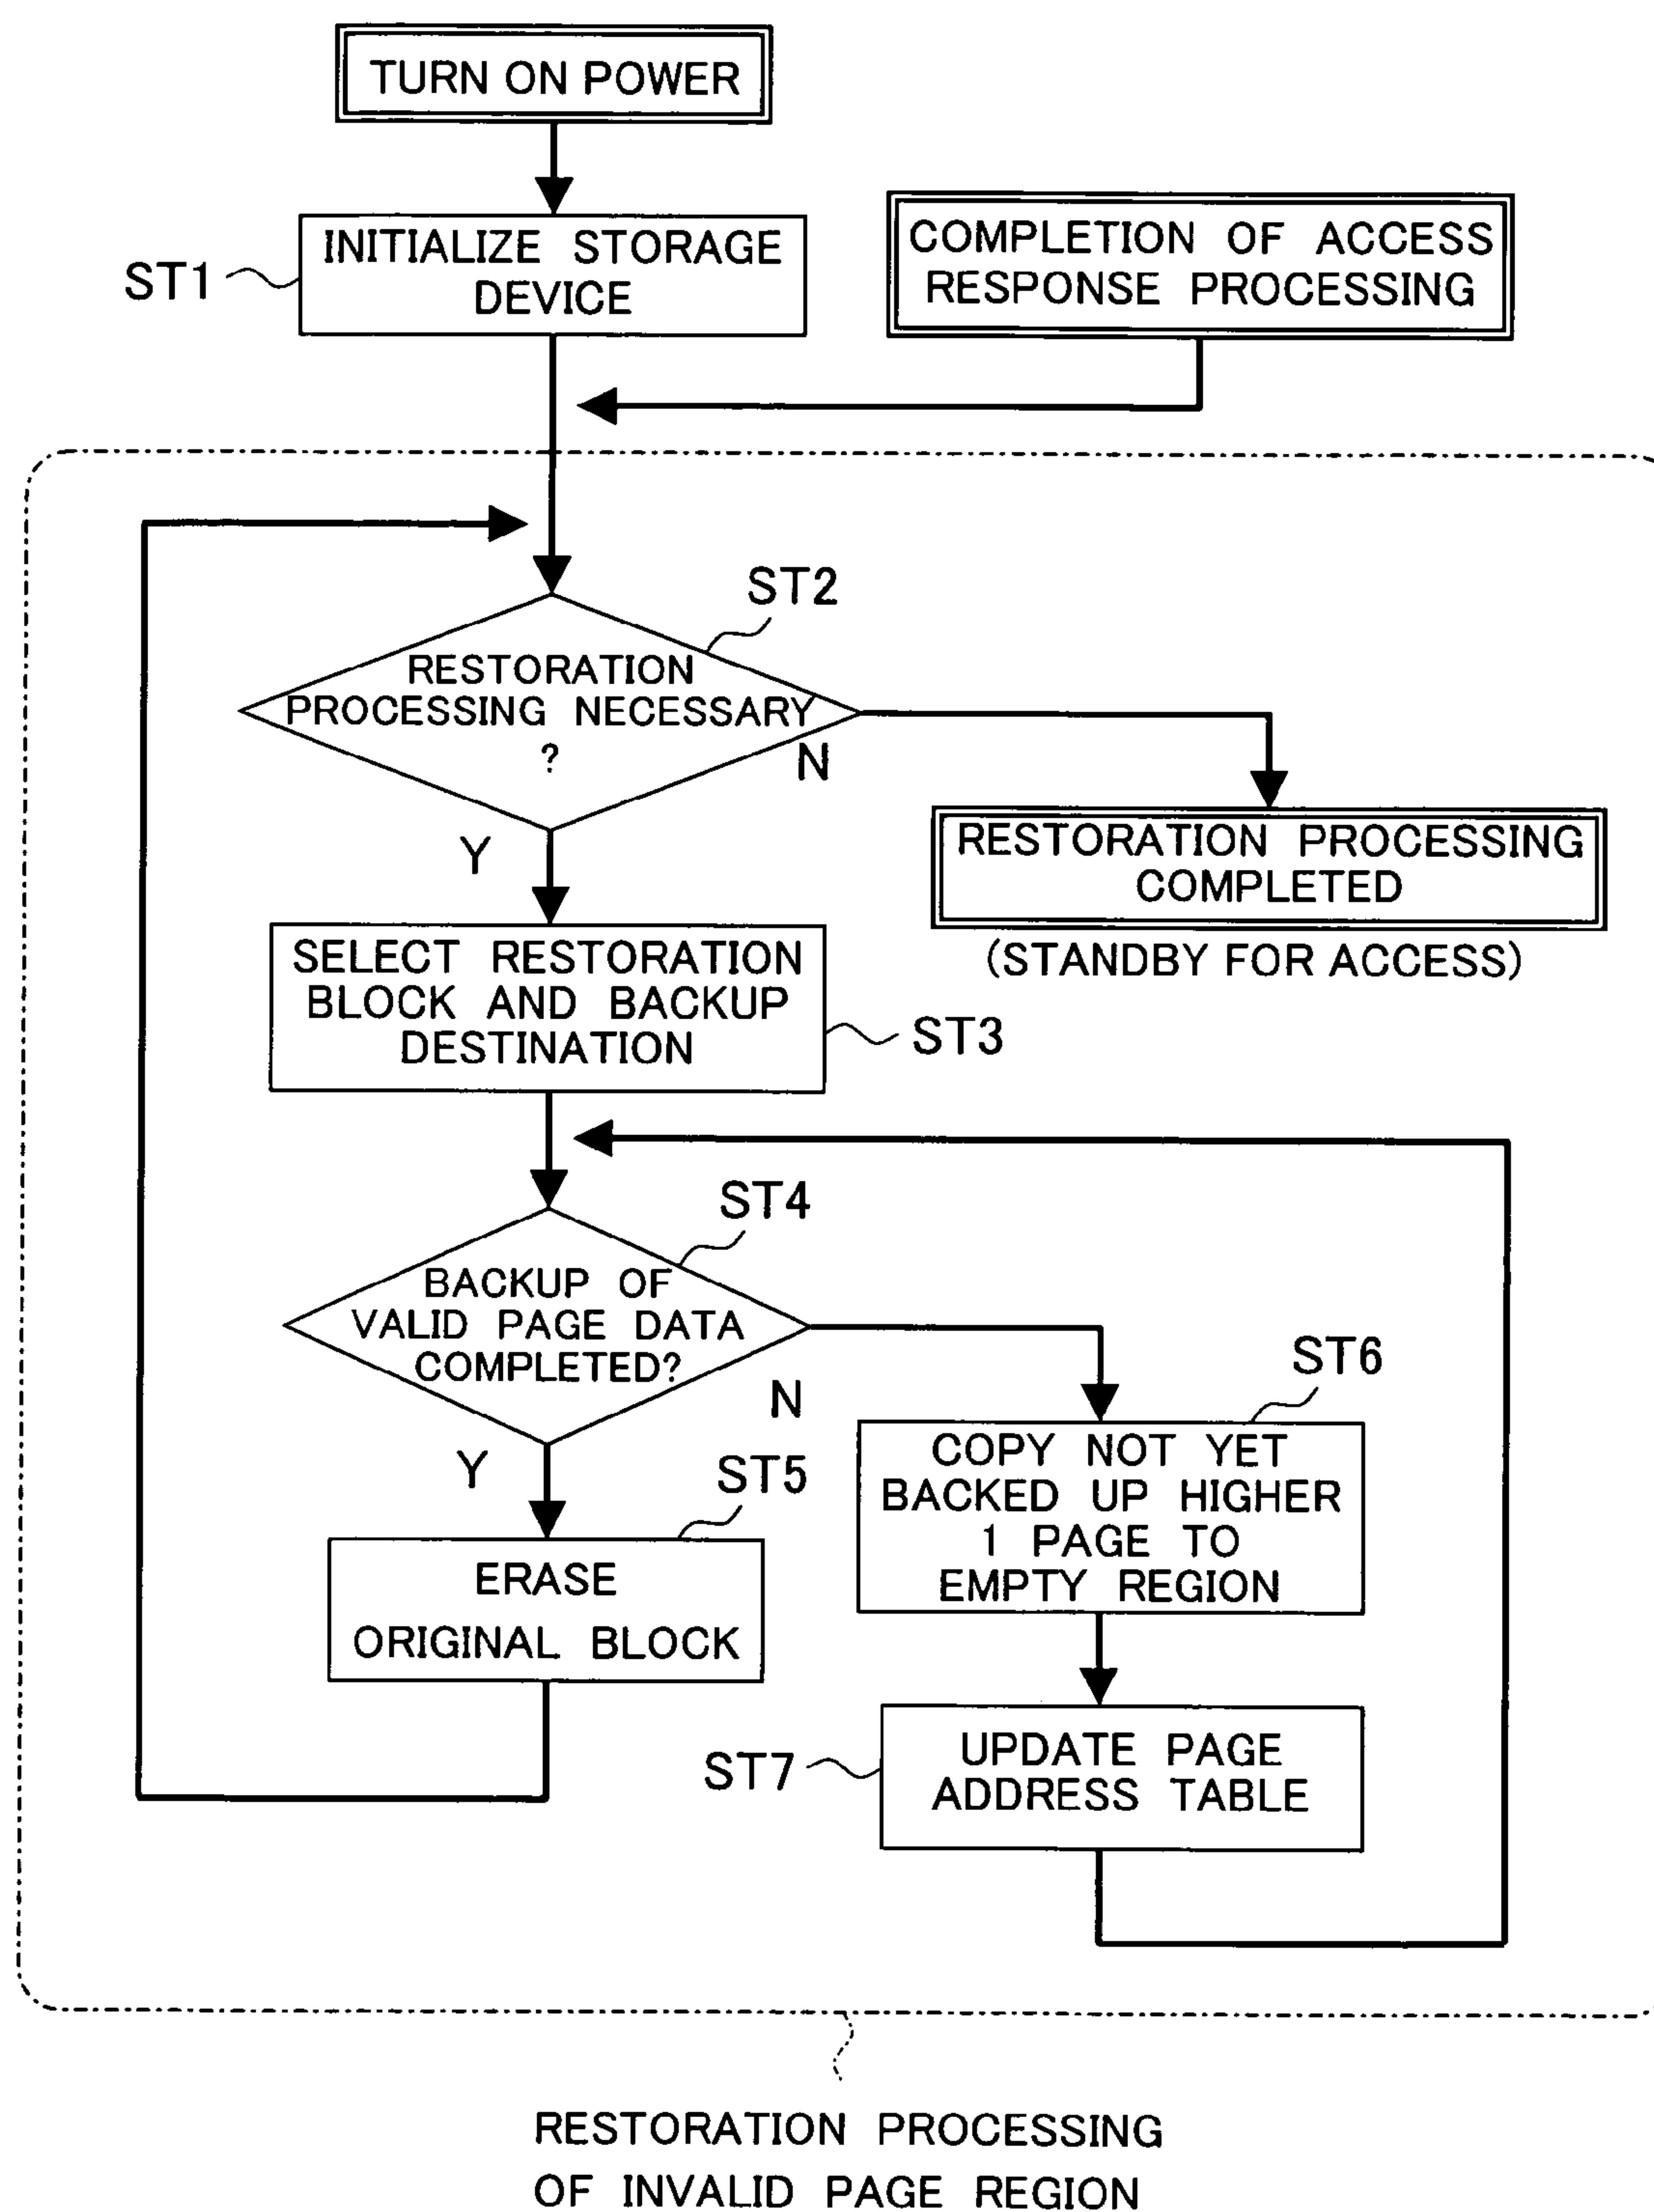 TURN ON POWER
ST1
INITIALIZE STORAGE
DEVICE
COMPLETION OF ACCESS
RESPONSE PROCESSING
ST2
RESTORATION
PROCESSING NECESSARY
?
N
Y
RESTORATION PROCESSING
COMPLETED
(STANDBY FOR ACCESS)
SELECT RESTORATION
BLOCK AND BACKUP
DESTINATION
ST3
ST4
BACKUP OF
VALID PAGE DATA
COMPLETED?
N
Y
ST5
ERASE
ORIGINAL BLOCK
ST6
COPY NOT YET
BACKED UP HIGHER
1 PAGE TO
EMPTY REGION
ST7
UPDATE PAGE
ADDRESS TABLE
RESTORATION PROCESSING
OF INVALID PAGE REGION